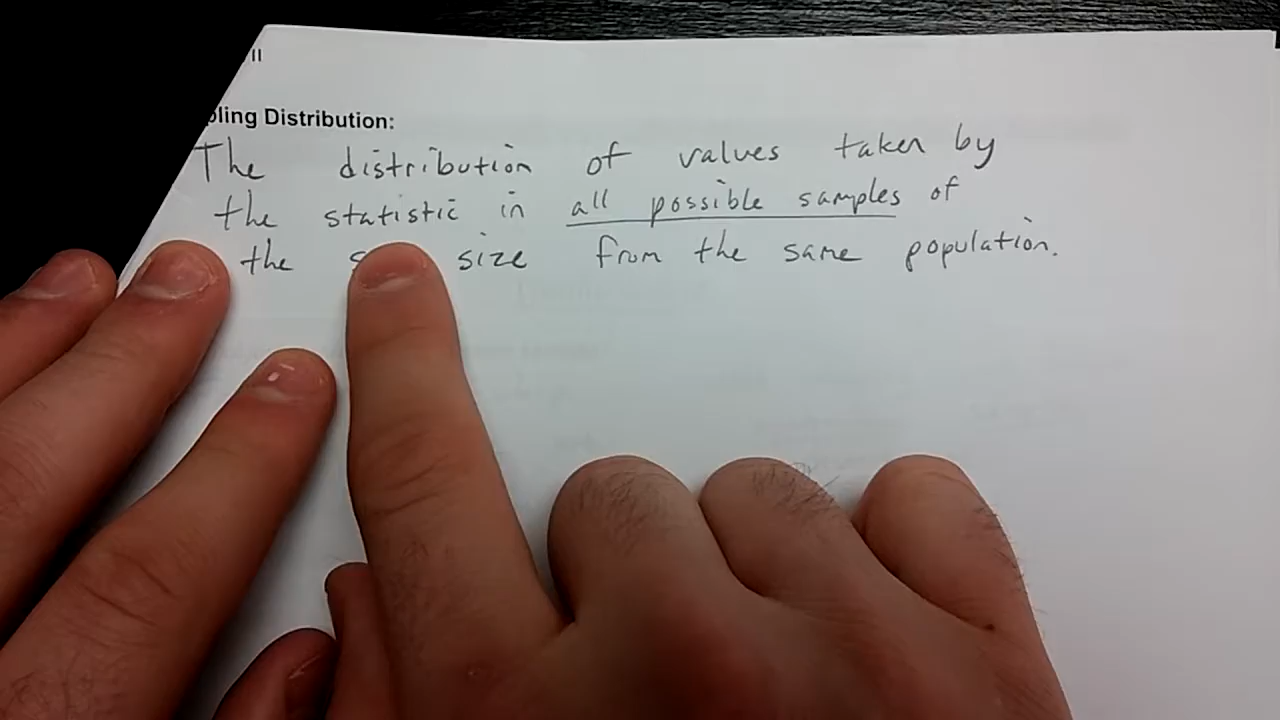 II
pling Distribution:
The distribution of values taken by
the statistic in all possible samples of
the size from the same population.